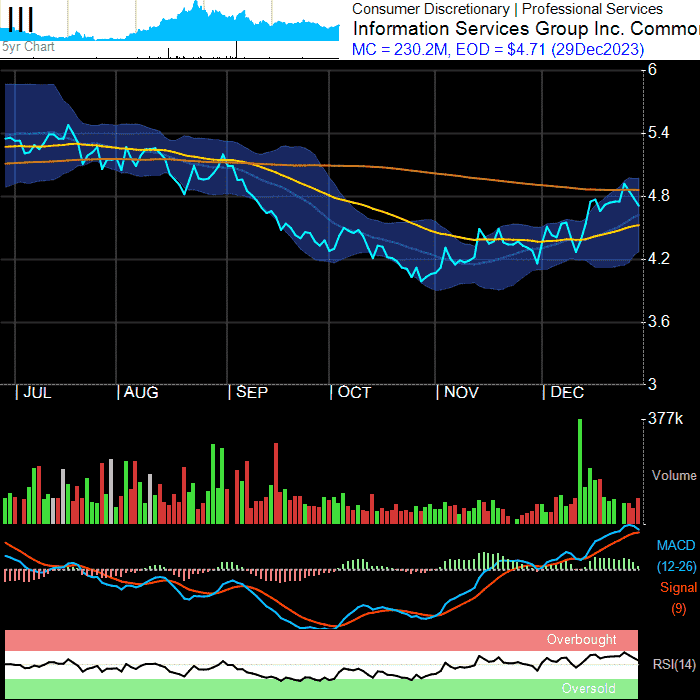 III
5yr Chart
Consumer Discretionary | Professional Services
Information Services Group Inc. Common
MC = 230.2M, EOD = $4.71 (29Dec2023)
6
5.4
4.8
4.2
3.6
3
JUL
AUG
SEP
OCT
NOV
DEC
377k
Volume
MACD
(12-26)
Signal
(9)
Overbought
RSI(14)
Oversold